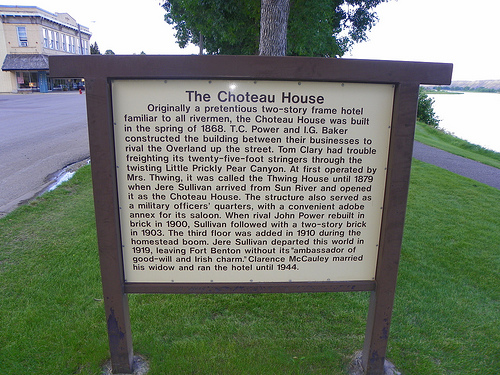 The Choteau House
Originally a pretentious two-story frame hotel
familiar to all rivermen, the Choteau House was built
in the spring of 1868. T.C. Power and I.G. Baker
constructed the building between their businesses to
rival the Overland up the street. Tom Clary had trouble
freighting its twenty-five-foot stringers through the
twisting Little Prickly Pear Canyon. At first operated by
Mrs. Thwing, it was called the Thwing House until 1879
when Jere Sullivan arrived from Sun River and opened
it as the Choteau House. The structure also served as
a military officers' quarters, with a convenient adobe
annex for its saloon. When rival John Power rebuilt in
brick in 1900, Sullivan followed with a two-story brick
in 1903. The third floor was added in 1910 during the
homestead boom. Jere Sullivan departed this world in
1919, leaving Fort Benton without its "ambassador of
good-will and Irish charm." Clarence McCauley married
his widow and ran the hotel until 1944.